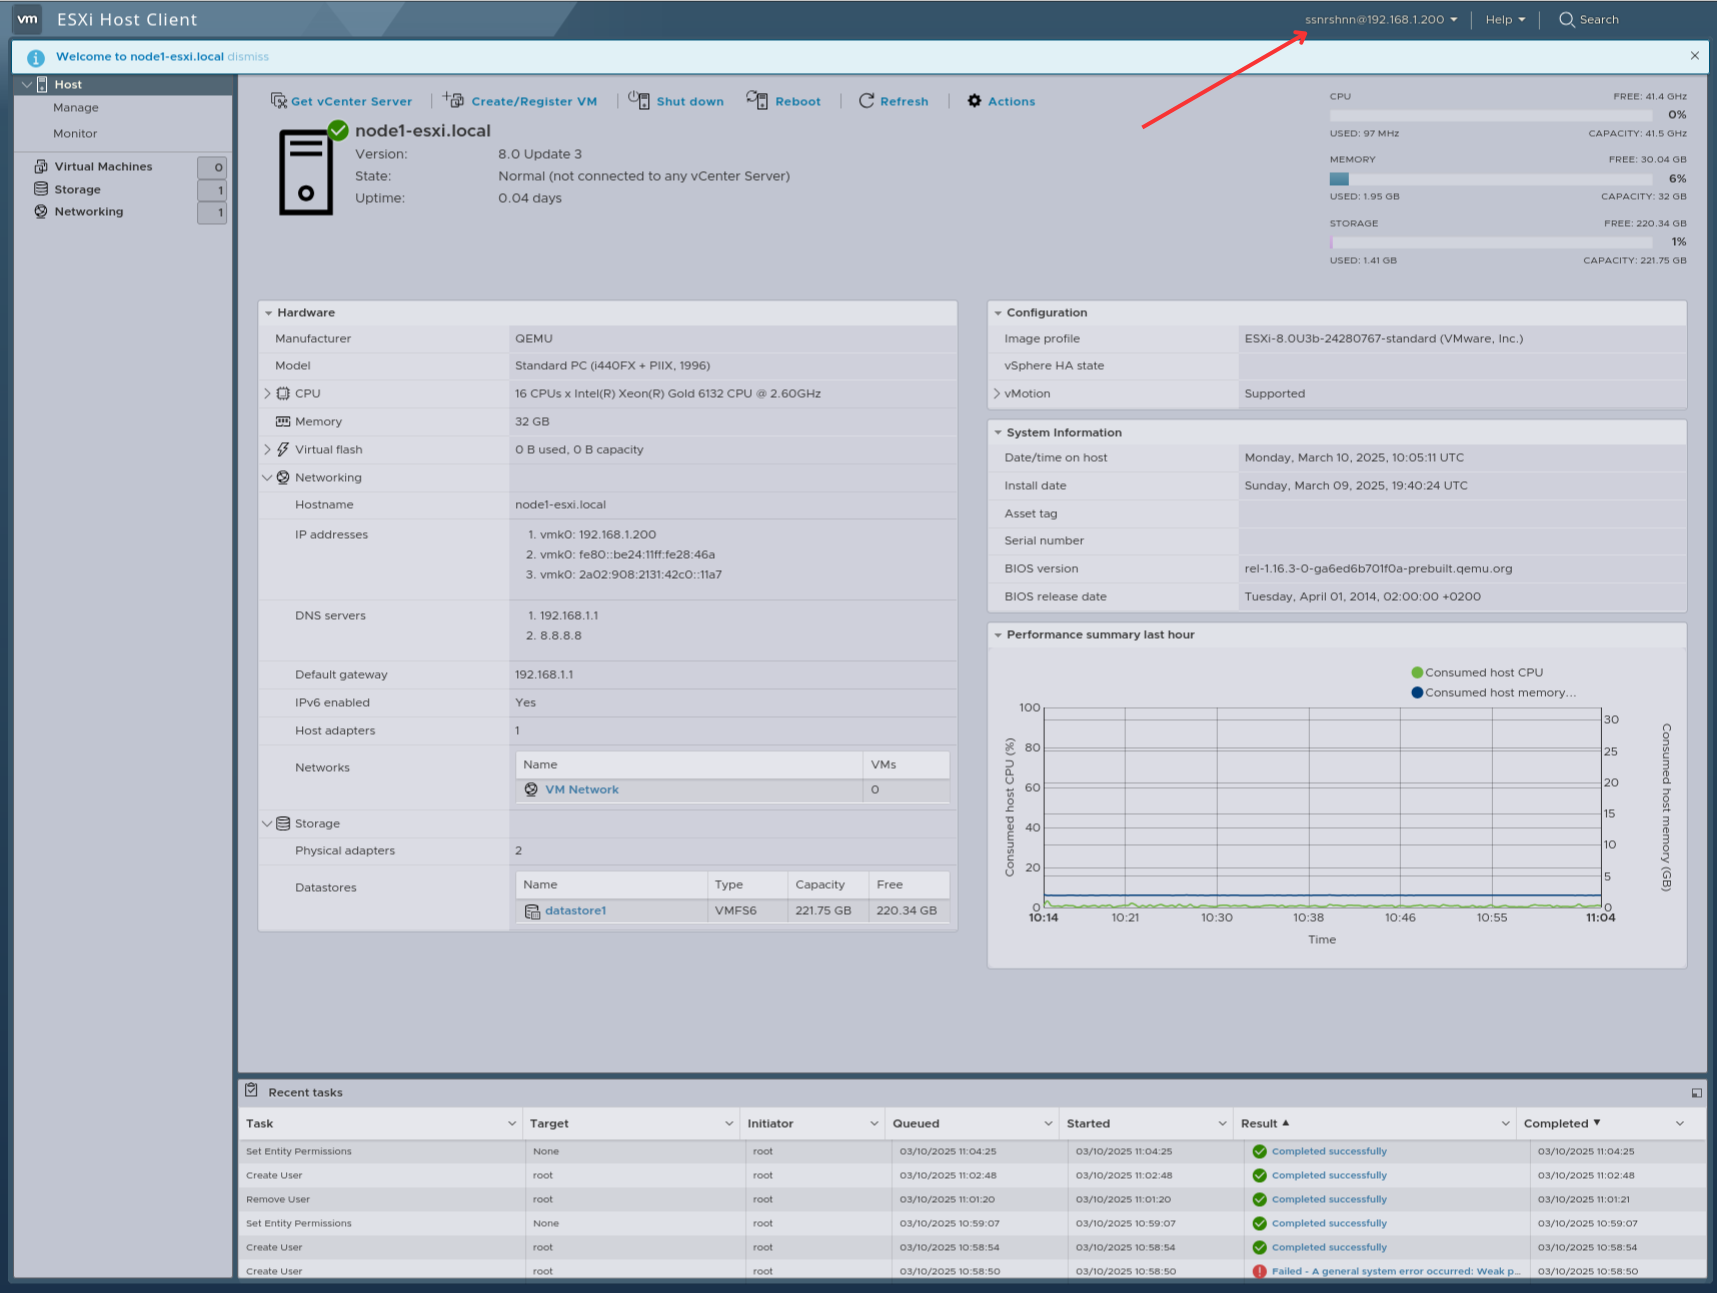 vm ESXi Host Client ssnrshnn@192.168.1.200 Help Search
Welcome to node1-esxi.local dismiss
Host
Manage
Monitor
Virtual Machines 0
Storage 1
Networking 1
Get vCenter Server Create/Register VM Shut down Reboot Refresh Actions
node1-esxi.local
Version: 8.0 Update 3
State: Normal (not connected to any vCenter Server)
Uptime: 0.04 days
CPU FREE: 41.4 GHz
0%
USED: 97 MHz CAPACITY: 41.5 GHz
MEMORY FREE: 30.04 GB
6%
USED: 1.95 GB CAPACITY: 32 GB
STORAGE FREE: 220.34 GB
1%
USED: 1.41 GB CAPACITY: 221.75 GB
Hardware
Manufacturer QEMU
Model Standard PC (i440FX + PIIX, 1996)
CPU 16 CPUs x Intel(R) Xeon(R) Gold 6132 CPU @ 2.60GHz
Memory 32 GB
Virtual flash 0 B used, 0 B capacity
Networking
Hostname node1-esxi.local
IP addresses 1. vmk0: 192.168.1.200
2. vmk0: fe80::be24:11ff:fe28:46a
3. vmk0: 2a02:908:2131:42c0::11a7
DNS servers 1. 192.168.1.1
2. 8.8.8.8
Default gateway 192.168.1.1
IPv6 enabled Yes
Host adapters 1
Networks Name VMs
VM Network 0
Storage
Physical adapters 2
Datastores Name Type Capacity Free
datastore1 VMFS6 221.75 GB 220.34 GB
Configuration
Image profile ESXi-8.0U3b-24280767-standard (VMware, Inc.)
vSphere HA state
vMotion Supported
System Information
Date/time on host Monday, March 10, 2025, 10:05:11 UTC
Install date Sunday, March 09, 2025, 19:40:24 UTC
Asset tag
Serial number
BIOS version rel-1.16.3-0-ga6ed6b701f0a-prebuilt.qemu.org
BIOS release date Tuesday, April 01, 2014, 02:00:00 +0200
Performance summary last hour
Consumed host CPU
Consumed host memory...
Consumed host CPU (%)
100
80
60
40
20
0
30
25
20
15
10
5
0
Consumed host memory (GB)
10:14 10:21 10:30 10:38 10:46 10:55 11:04
Time
Recent tasks
Task Target Initiator Queued Started Result Completed
Set Entity Permissions None root 03/10/2025 11:04:25 03/10/2025 11:04:25 Completed successfully 03/10/2025 11:04:25
Create User root root 03/10/2025 11:02:48 03/10/2025 11:02:48 Completed successfully 03/10/2025 11:02:48
Remove User root root 03/10/2025 11:01:20 03/10/2025 11:01:20 Completed successfully 03/10/2025 11:01:21
Set Entity Permissions None root 03/10/2025 10:59:07 03/10/2025 10:59:07 Completed successfully 03/10/2025 10:59:07
Create User root root 03/10/2025 10:58:54 03/10/2025 10:58:54 Completed successfully 03/10/2025 10:58:54
Create User root root 03/10/2025 10:58:50 03/10/2025 10:58:50 Failed - A general system error occurred: Weak p... 03/10/2025 10:58:50